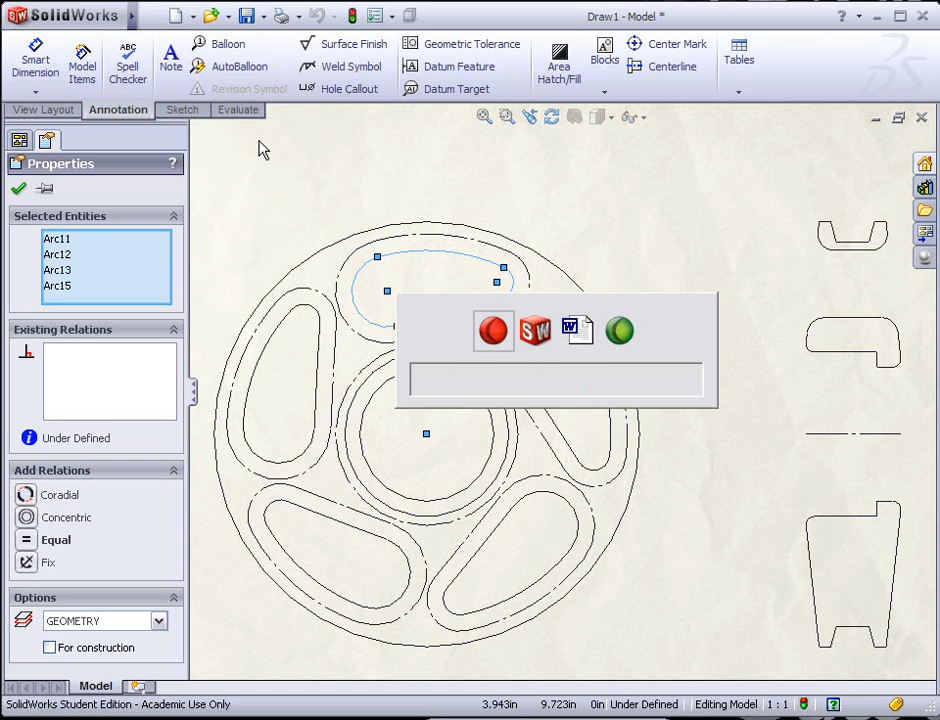 SolidWorks
Draw1 - Model *
Smart Dimension
Model Items
Spell Checker
ABC
Note
Balloon
AutoBalloon
Revision Symbol
Surface Finish
Weld Symbol
Hole Callout
Geometric Tolerance
Datum Feature
Datum Target
Area Hatch/Fill
Blocks
Center Mark
Centerline
Tables
View Layout
Annotation
Sketch
Evaluate
Properties
?
Selected Entities
Arc11
Arc12
Arc13
Arc15
Existing Relations
Under Defined
Add Relations
Coradial
Concentric
Equal
Fix
Options
GEOMETRY
For construction
Model
SolidWorks Student Edition - Academic Use Only
3.943in
9.723in
0in
Under Defined
Editing Model
1 : 1